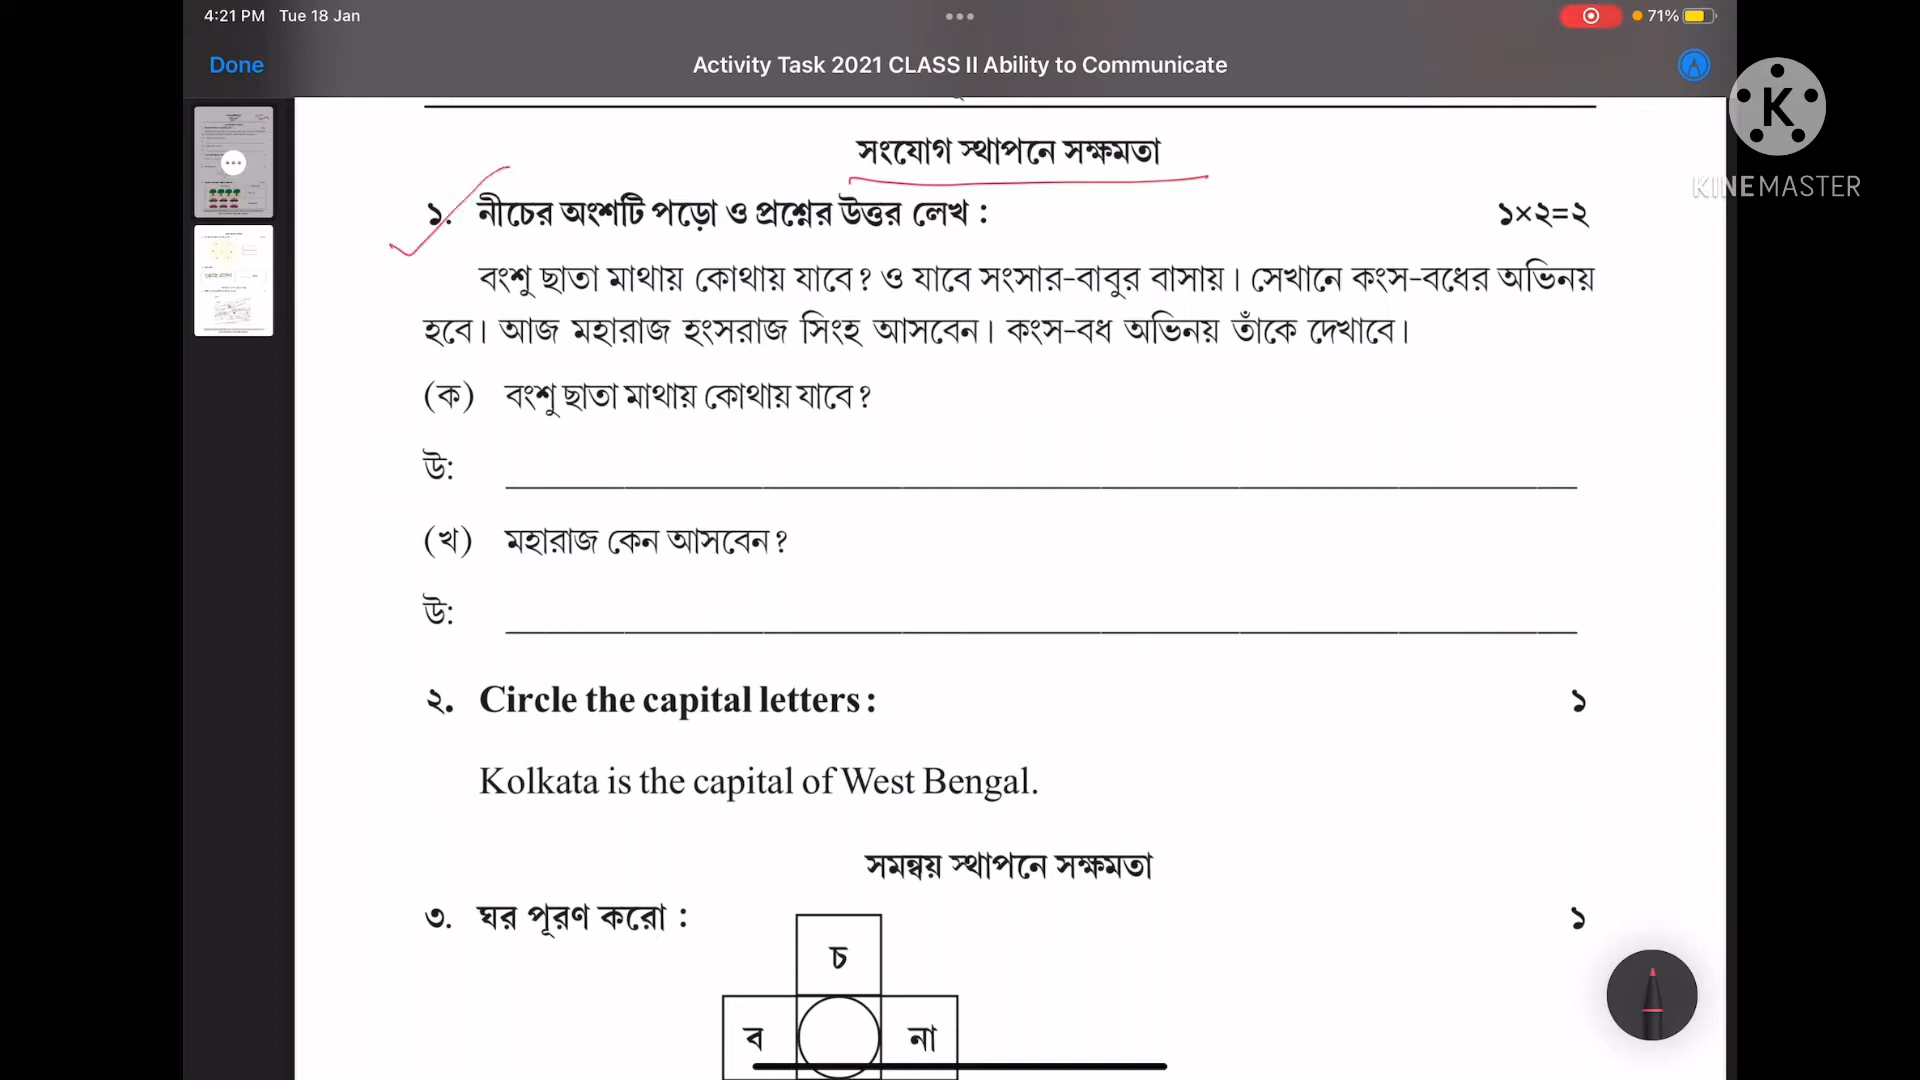 4:21 PM Tue 18 Jan
71%
Done
Activity Task 2021 CLASS II Ability to Communicate
K
KINEMASTER
সংযোগ স্থাপনে সক্ষমতা
১. নীচের অংশটি পড়ো ও প্রশ্নের উত্তর লেখ : ১×২=২
বংশু ছাতা মাথায় কোথায় যাবে? ও যাবে সংসার-বাবুর বাসায়। সেখানে কংস-বধের অভিনয়
হবে। আজ মহারাজ হংসরাজ সিংহ আসবেন। কংস-বধ অভিনয় তাঁকে দেখাবে।
(ক) বংশু ছাতা মাথায় কোথায় যাবে?
উ:
(খ) মহারাজ কেন আসবেন?
উ:
২. Circle the capital letters: ১
Kolkata is the capital of West Bengal.
সমন্বয় স্থাপনে সক্ষমতা
৩. ঘর পূরণ করো : ১
চ
ব না